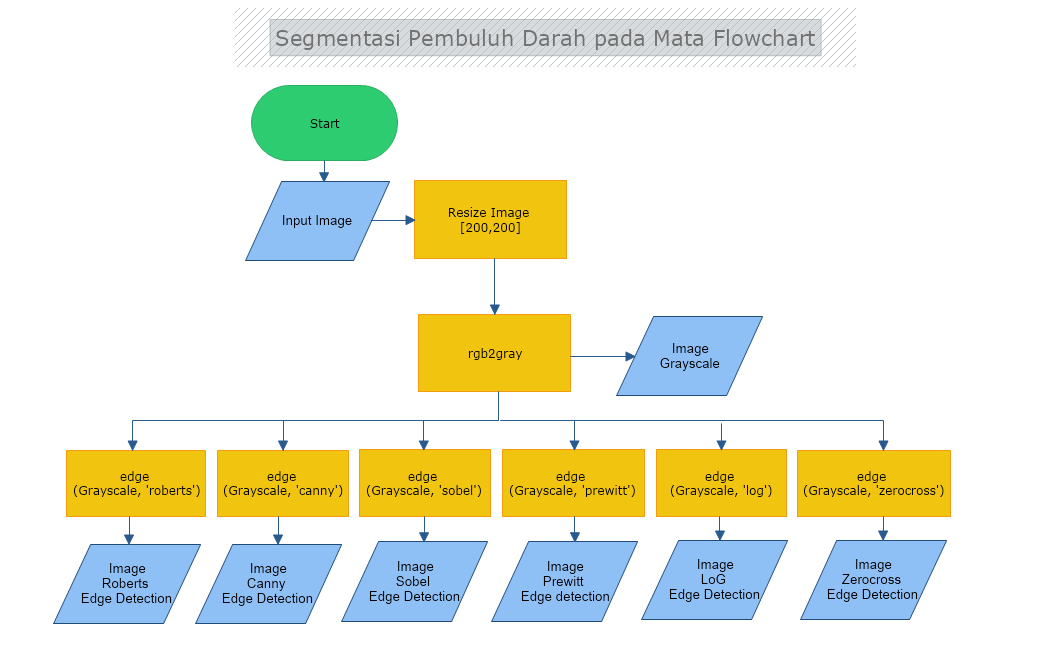 Segmentasi Pembuluh Darah pada Mata Flowchart
Start
Input Image
Resize Image
[200,200]
rgb2gray
Image
Grayscale
edge
(Grayscale, 'roberts')
edge
(Grayscale, 'canny')
edge
(Grayscale, 'sobel')
edge
(Grayscale, 'prewitt')
edge
(Grayscale, 'log')
edge
(Grayscale, 'zerocross')
Image
Roberts
Edge Detection
Image
Canny
Edge Detection
Image
Sobel
Edge Detection
Image
Prewitt
Edge detection
Image
LoG
Edge Detection
Image
Zerocross
Edge Detection